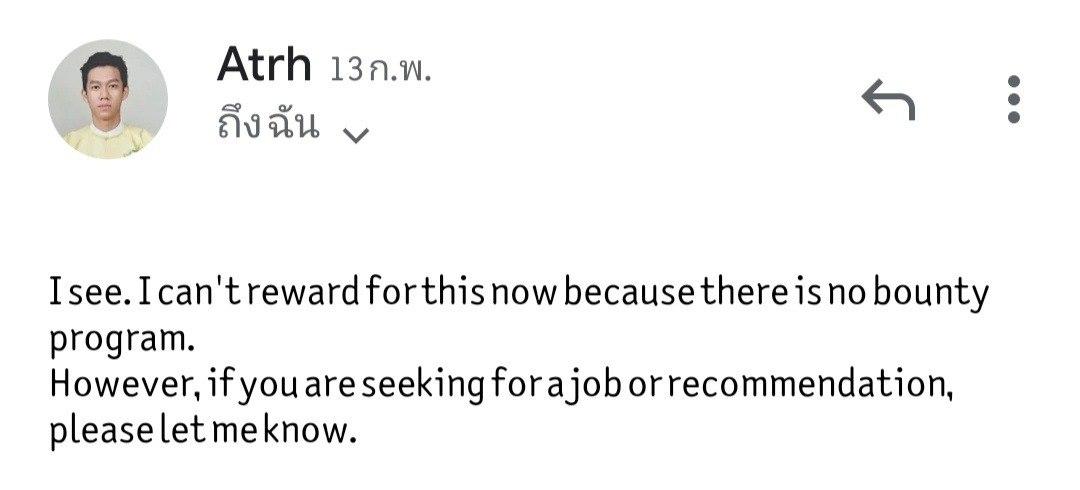 Atrh 13 ก.พ.
ถึง ฉัน
I see. I can't reward for this now because there is no bounty
program.
However, if you are seeking for a job or recommendation,
please let me know.